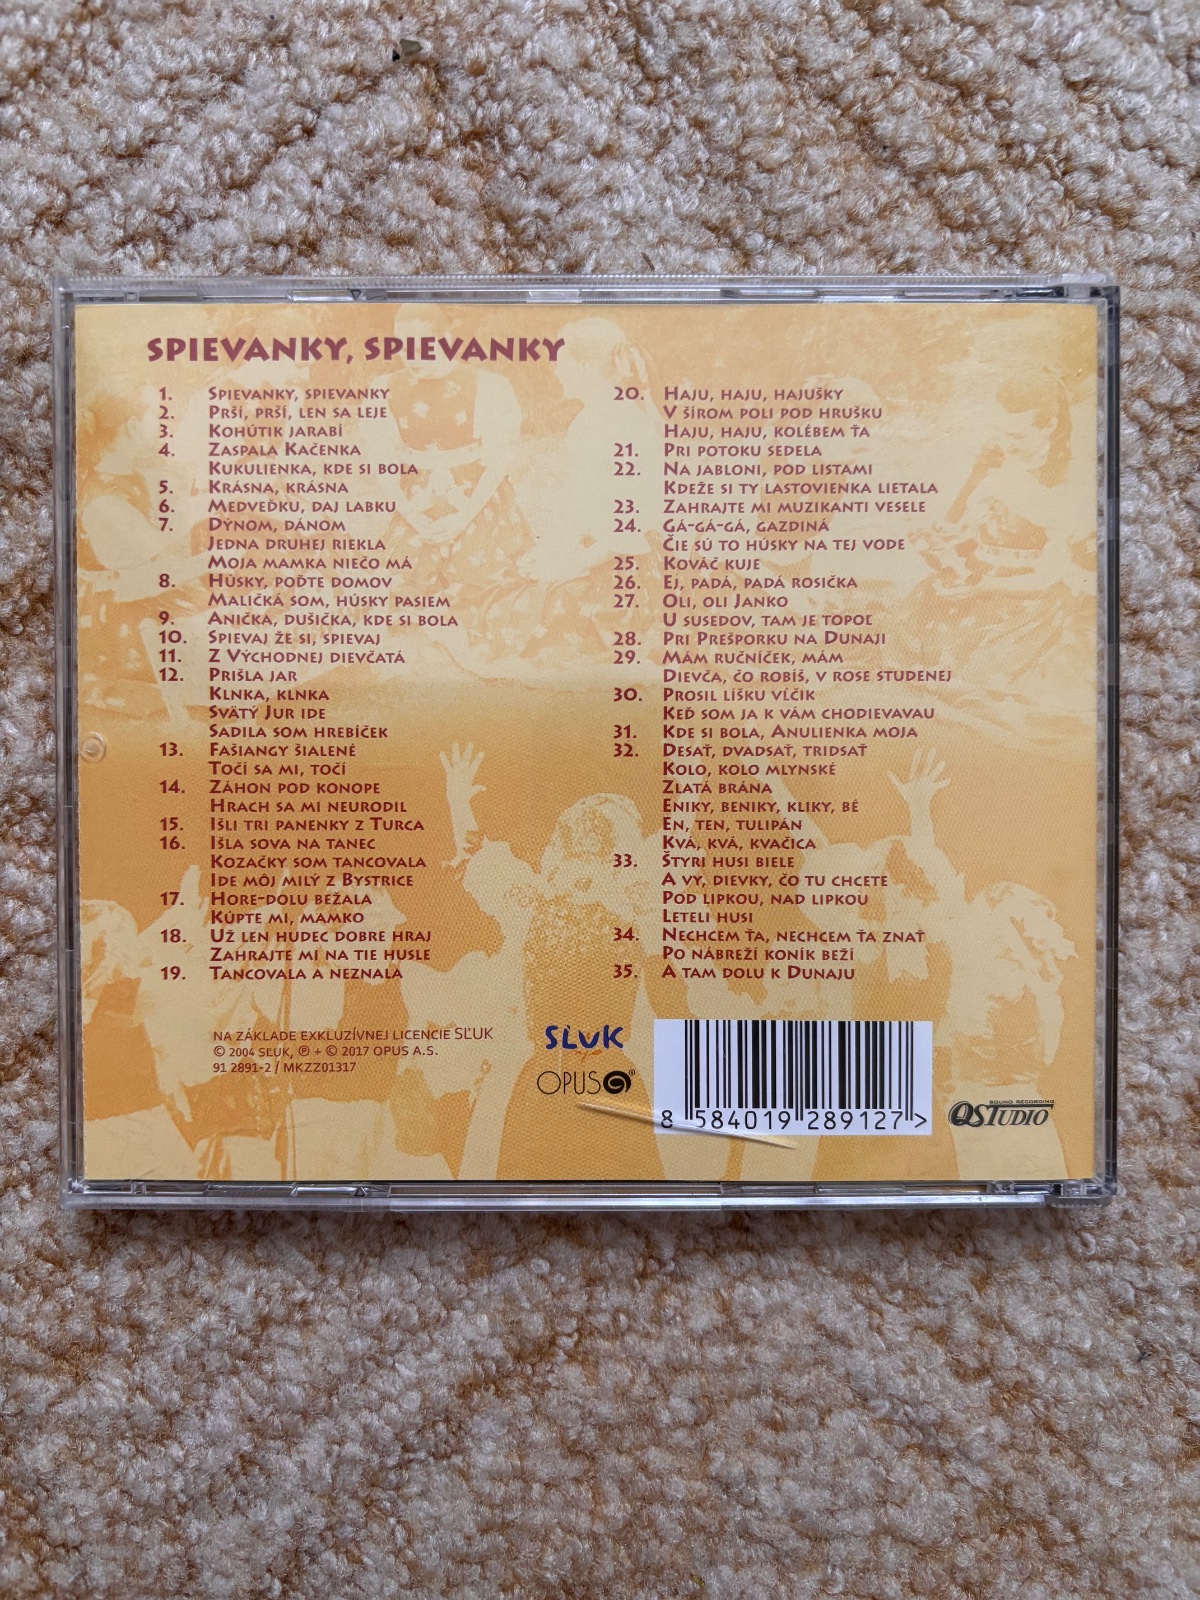 SPIEVANKY, SPIEVANKY
1. SPIEVANKY, SPIEVANKY
2. PRŠÍ, PRŠÍ, LEN SA LEJE
3. KOHÚTIK JARABÍ
4. ZASPALA KAČENKA
KUKULIENKA, KDE SI BOLA
5. KRÁSNA, KRÁSNA
6. MEDVEĎKU, DAJ LABKU
7. DÝNOM, DÁNOM
JEDNA DRUHEJ RIEKLA
MOJA MAMKA NIEČO MÁ
8. HÚSKY, POĎTE DOMOV
MALIČKÁ SOM, HÚSKY PASIEM
9. ANIČKA, DUŠIČKA, KDE SI BOLA
10. SPIEVAJ ŽE SI, SPIEVAJ
11. Z VÝCHODNEJ DIEVČATÁ
12. PRIŠLA JAR
KLNKA, KLNKA
SVÄTÝ JUR IDE
SADILA SOM HREBÍČEK
13. FAŠIANGY ŠIALENÉ
TOČÍ SA MI, TOČÍ
14. ZÁHON POD KONOPE
HRACH SA MI NEURODIL
15. IŠLI TRI PANENKY Z TURCA
16. IŠLA SOVA NA TANEC
KOZAČKY SOM TANCOVALA
IDE MÔJ MILÝ Z BYSTRICE
17. HORE-DOLU BEŽALA
KÚPTE MI, MAMKO
18. UŽ LEN HUDEC DOBRE HRAJ
ZAHRAJTE MI NA TIE HUSLE
19. TANCOVALA A NEZNALA
20. HAJU, HAJU, HAJUŠKY
V ŠÍROM POLI POD HRUŠKU
HAJU, HAJU, KOLÉBEM ŤA
21. PRI POTOKU SEDELA
22. NA JABLONI, POD LISTAMI
KDEŽE SI TY LASTOVIENKA LIETALA
23. ZAHRAJTE MI MUZIKANTI VESELE
24. GÁ-GÁ-GÁ, GAZDINÁ
ČIE SÚ TO HÚSKY NA TEJ VODE
25. KOVÁČ KUJE
26. EJ, PADÁ, PADÁ ROSIČKA
27. OLI, OLI JANKO
U SUSEDOV, TAM JE TOPOĽ
28. PRI PREŠPORKU NA DUNAJI
29. MÁM RUČNÍČEK, MÁM
DIEVČA, ČO ROBÍŠ, V ROSE STUDENEJ
30. PROSIL LÍŠKU VĹČIK
KEĎ SOM JA K VÁM CHODIEVAVAU
31. KDE SI BOLA, ANULIENKA MOJA
32. DESAŤ, DVADSAŤ, TRIDSAŤ
KOLO, KOLO MLYNSKÉ
ZLATÁ BRÁNA
ENIKY, BENIKY, KLIKY, BÉ
EN, TEN, TULIPÁN
KVÁ, KVÁ, KVAČICA
33. ŠTYRI HUSI BIELE
A VY, DIEVKY, ČO TU CHCETE
POD LIPKOU, NAD LIPKOU
LETELI HUSI
34. NECHCEM ŤA, NECHCEM ŤA ZNAŤ
PO NÁBREŽÍ KONÍK BEŽÍ
35. A TAM DOLU K DUNAJU
NA ZÁKLADE EXKLUZÍVNEJ LICENCIE SĽUK
© 2004 SĽUK, ℗ + © 2017 OPUS A.S.
91 2891-2 / MKZZ01317
SĽUK
OPUS®
8 584019 289127 >
SOUND RECORDING
QSTUDIO